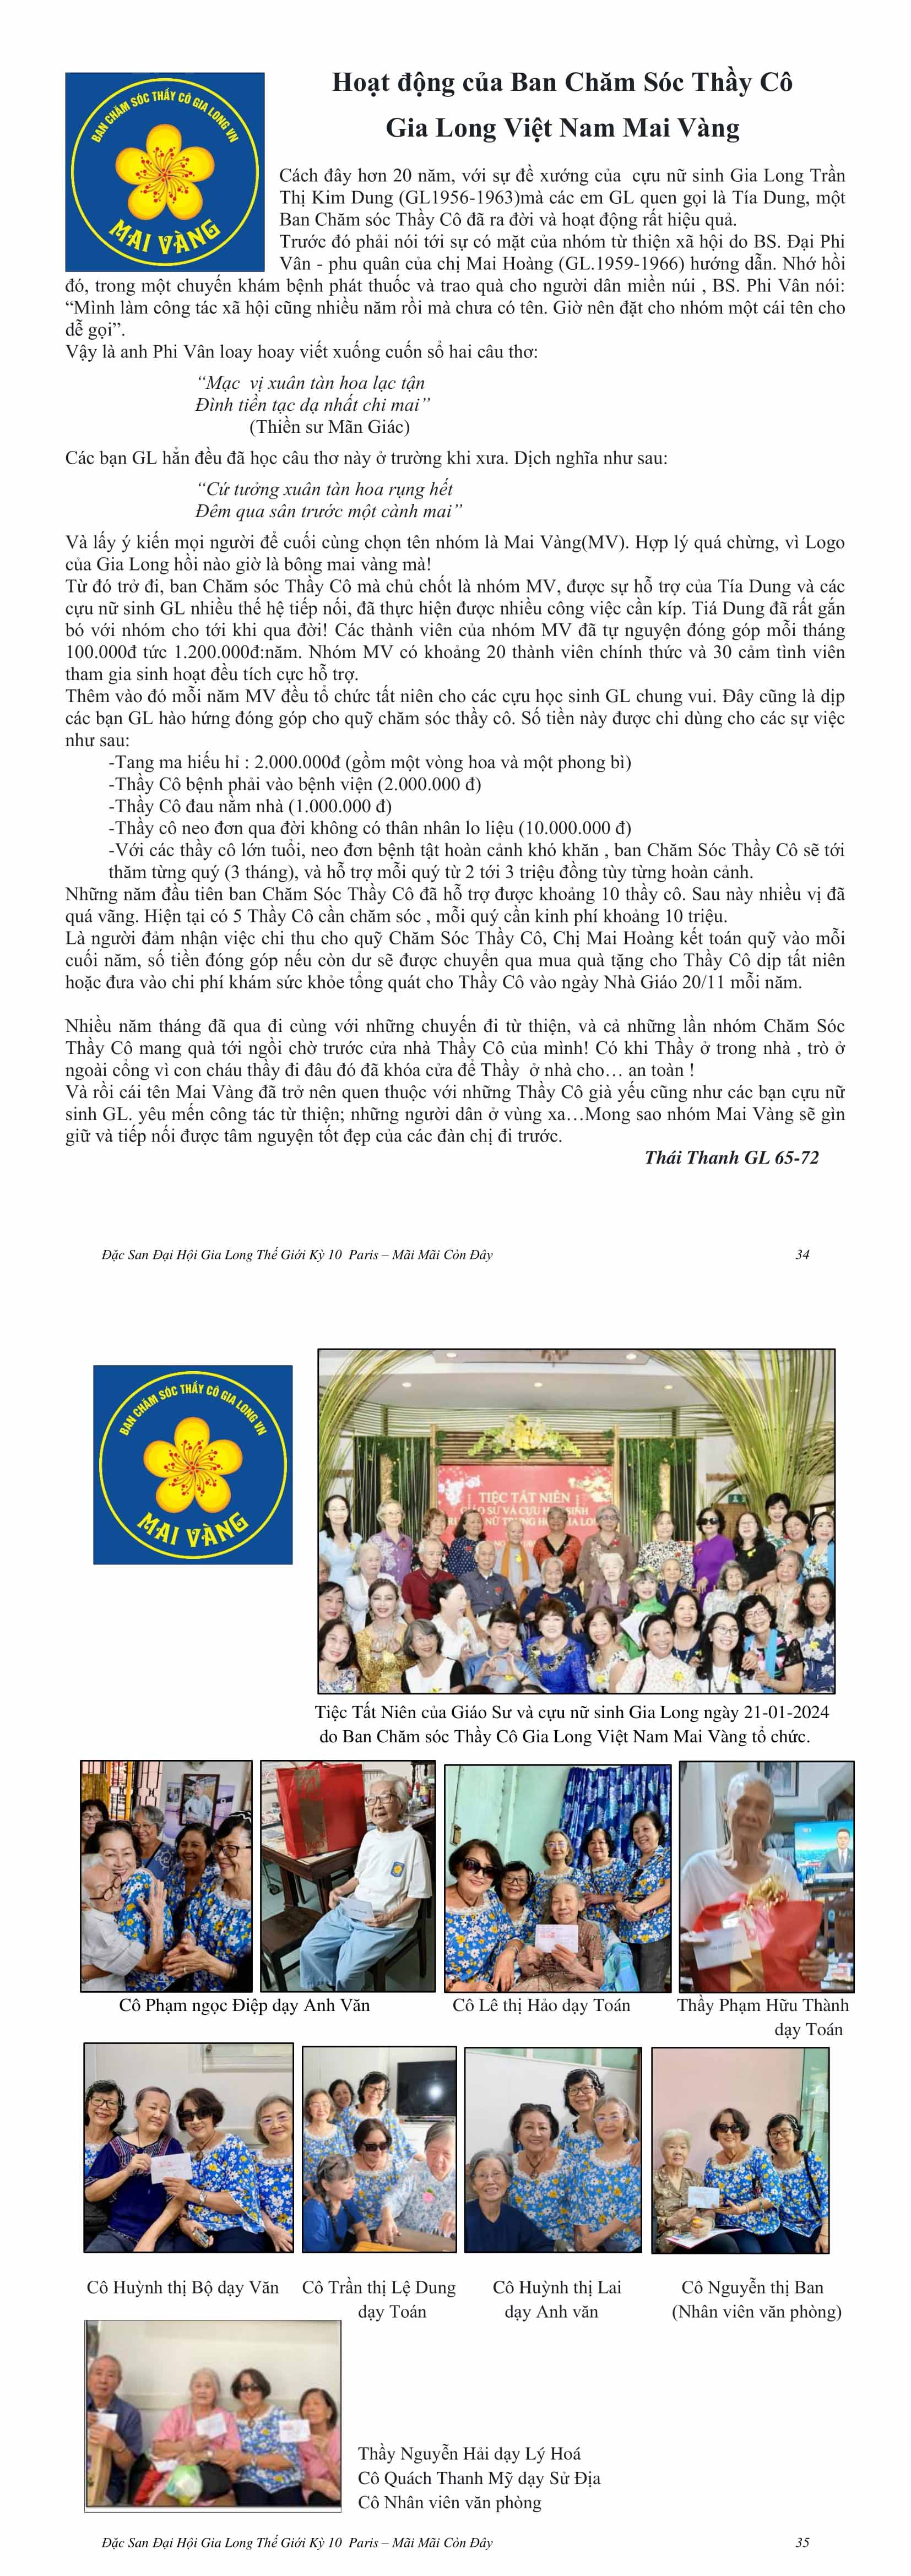 BAN CHĂM SÓC THẦY CÔ GIA LONG VN
MAI VÀNG
Hoạt động của Ban Chăm Sóc Thầy Cô
Gia Long Việt Nam Mai Vàng
Cách đây hơn 20 năm, với sự đề xướng của cựu nữ sinh Gia Long Trần
Thị Kim Dung (GL1956-1963)mà các em GL quen gọi là Tía Dung, một
Ban Chăm sóc Thầy Cô đã ra đời và hoạt động rất hiệu quả.
Trước đó phải nói tới sự có mặt của nhóm từ thiện xã hội do BS. Đại Phi
Vân - phu quân của chị Mai Hoàng (GL.1959-1966) hướng dẫn. Nhớ hồi
đó, trong một chuyến khám bệnh phát thuốc và trao quà cho người dân miền núi , BS. Phi Vân nói:
“Mình làm công tác xã hội cũng nhiều năm rồi mà chưa có tên. Giờ nên đặt cho nhóm một cái tên cho
dễ gọi”.
Vậy là anh Phi Vân loay hoay viết xuống cuốn sổ hai câu thơ:
“Mạc vị xuân tàn hoa lạc tận
Đình tiền tạc dạ nhất chi mai”
(Thiền sư Mãn Giác)
Các bạn GL hẳn đều đã học câu thơ này ở trường khi xưa. Dịch nghĩa như sau:
“Cứ tưởng xuân tàn hoa rụng hết
Đêm qua sân trước một cành mai”
Và lấy ý kiến mọi người để cuối cùng chọn tên nhóm là Mai Vàng(MV). Hợp lý quá chừng, vì Logo
của Gia Long hồi nào giờ là bông mai vàng mà!
Từ đó trở đi, ban Chăm sóc Thầy Cô mà chủ chốt là nhóm MV, được sự hỗ trợ của Tía Dung và các
cựu nữ sinh GL nhiều thế hệ tiếp nối, đã thực hiện được nhiều công việc cần kíp. Tiá Dung đã rất gắn
bó với nhóm cho tới khi qua đời! Các thành viên của nhóm MV đã tự nguyện đóng góp mỗi tháng
100.000đ tức 1.200.000đ:năm. Nhóm MV có khoảng 20 thành viên chính thức và 30 cảm tình viên
tham gia sinh hoạt đều tích cực hỗ trợ.
Thêm vào đó mỗi năm MV đều tổ chức tất niên cho các cựu học sinh GL chung vui. Đây cũng là dịp
các bạn GL hào hứng đóng góp cho quỹ chăm sóc thầy cô. Số tiền này được chi dùng cho các sự việc
như sau:
-Tang ma hiếu hỉ : 2.000.000đ (gồm một vòng hoa và một phong bì)
-Thầy Cô bệnh phải vào bệnh viện (2.000.000 đ)
-Thầy Cô đau nằm nhà (1.000.000 đ)
-Thầy cô neo đơn qua đời không có thân nhân lo liệu (10.000.000 đ)
-Với các thầy cô lớn tuổi, neo đơn bệnh tật hoàn cảnh khó khăn , ban Chăm Sóc Thầy Cô sẽ tới
thăm từng quý (3 tháng), và hỗ trợ mỗi quý từ 2 tới 3 triệu đồng tùy từng hoàn cảnh.
Những năm đầu tiên ban Chăm Sóc Thầy Cô đã hỗ trợ được khoảng 10 thầy cô. Sau này nhiều vị đã
quá vãng. Hiện tại có 5 Thầy Cô cần chăm sóc , mỗi quý cần kinh phí khoảng 10 triệu.
Là người đảm nhận việc chi thu cho quỹ Chăm Sóc Thầy Cô, Chị Mai Hoàng kết toán quỹ vào mỗi
cuối năm, số tiền đóng góp nếu còn dư sẽ được chuyển qua mua quà tặng cho Thầy Cô dịp tất niên
hoặc đưa vào chi phí khám sức khỏe tổng quát cho Thầy Cô vào ngày Nhà Giáo 20/11 mỗi năm.
Nhiều năm tháng đã qua đi cùng với những chuyến đi từ thiện, và cả những lần nhóm Chăm Sóc
Thầy Cô mang quà tới ngồi chờ trước cửa nhà Thầy Cô của mình! Có khi Thầy ở trong nhà , trò ở
ngoài cổng vì con cháu thầy đi đâu đó đã khóa cửa để Thầy ở nhà cho… an toàn !
Và rồi cái tên Mai Vàng đã trở nên quen thuộc với những Thầy Cô già yếu cũng như các bạn cựu nữ
sinh GL. yêu mến công tác từ thiện; những người dân ở vùng xa…Mong sao nhóm Mai Vàng sẽ gìn
giữ và tiếp nối được tâm nguyện tốt đẹp của các đàn chị đi trước.
Thái Thanh GL 65-72
Đặc San Đại Hội Gia Long Thế Giới Kỳ 10 Paris – Mãi Mãi Còn Đây 34
BAN CHĂM SÓC THẦY CÔ GIA LONG VN
MAI VÀNG
TIỆC TẤT NIÊN
Tiệc Tất Niên của Giáo Sư và cựu nữ sinh Gia Long ngày 21-01-2024
do Ban Chăm sóc Thầy Cô Gia Long Việt Nam Mai Vàng tổ chức.
Cô Phạm ngọc Điệp dạy Anh Văn Cô Lê thị Hảo dạy Toán Thầy Phạm Hữu Thành
dạy Toán
Cô Huỳnh thị Bộ dạy Văn Cô Trần thị Lệ Dung Cô Huỳnh thị Lai Cô Nguyễn thị Ban
dạy Toán dạy Anh văn (Nhân viên văn phòng)
Thầy Nguyễn Hải dạy Lý Hoá
Cô Quách Thanh Mỹ dạy Sử Địa
Cô Nhân viên văn phòng
Đặc San Đại Hội Gia Long Thế Giới Kỳ 10 Paris – Mãi Mãi Còn Đây 35